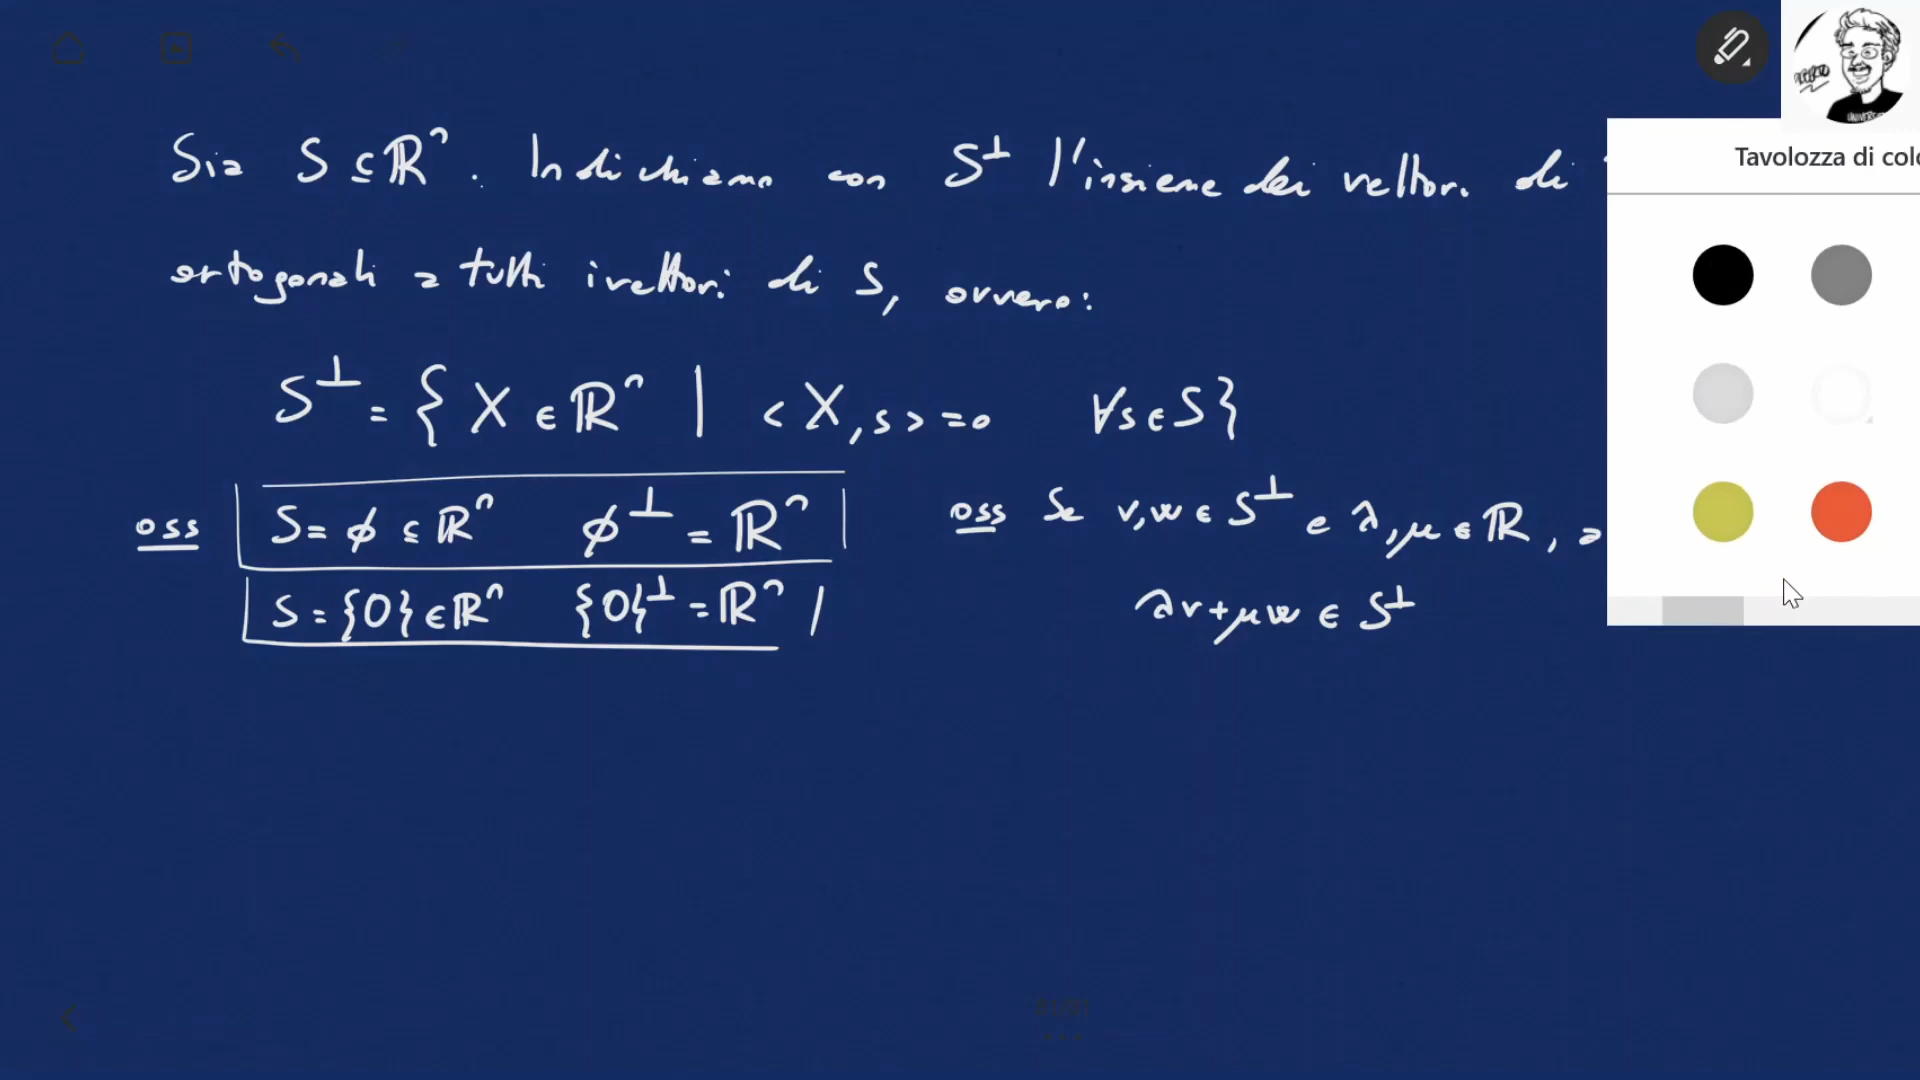 Sia S ⊆ ℝⁿ. Indichiamo con S^⊥ l'insieme dei vettori di
ortogonali a tutti i vettori di S, ovvero:
S^⊥ = { X ∈ ℝⁿ | <X,s>=0 ∀s∈S}
oss S=ϕ ⊆ ℝⁿ ϕ^⊥ = ℝⁿ
S={0}∈ℝⁿ {0}^⊥=ℝⁿ
oss Se v,w ∈ S^⊥ e λ,μ ∈ ℝ, a
λv+μw ∈ S^⊥
Tavolozza di col